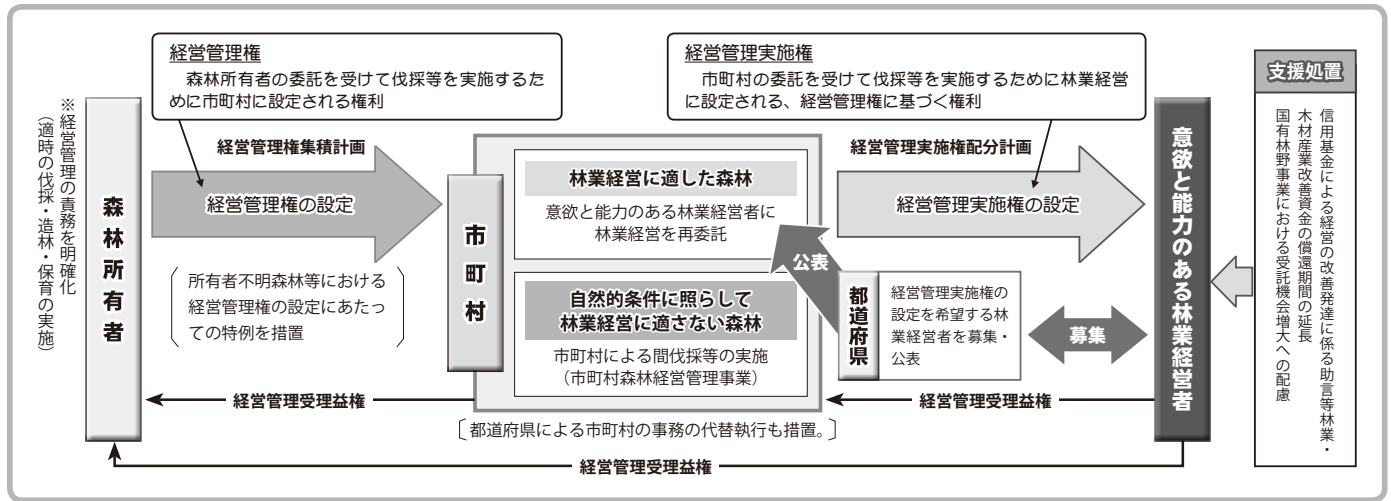 経営管理権
森林所有者の委託を受けて伐採等を実施するた
めに市町村に設定される権利
経営管理実施権
市町村の委託を受けて伐採等を実施するために林業経営
に設定される、経営管理権に基づく権利
支援処置
信用基金による経営の改善発達に係る助言等林業・
木材産業改善資金の償還期間の延長
国有林野事業における受託機会増大への配慮
※経営管理の責務を明確化
(適時の伐採・造林・保育の実施)
森林所有者
経営管理権集積計画
経営管理権の設定
所有者不明森林等における
経営管理権の設定にあたっ
ての特例を措置
市町村
林業経営に適した森林
意欲と能力のある林業経営者に
林業経営を再委託
自然的条件に照らして
林業経営に適さない森林
市町村による間伐採等の実施
（市町村森林経営管理事業）
経営管理実施権配分計画
経営管理実施権の設定
公表
都道府県
経営管理実施権の
設定を希望する林
業経営者を募集・
公表
募集
意欲と能力のある林業経営者
経営管理受理益権
経営管理受理益権
〔都道府県による市町村の事務の代替執行も措置。〕
経営管理受理益権